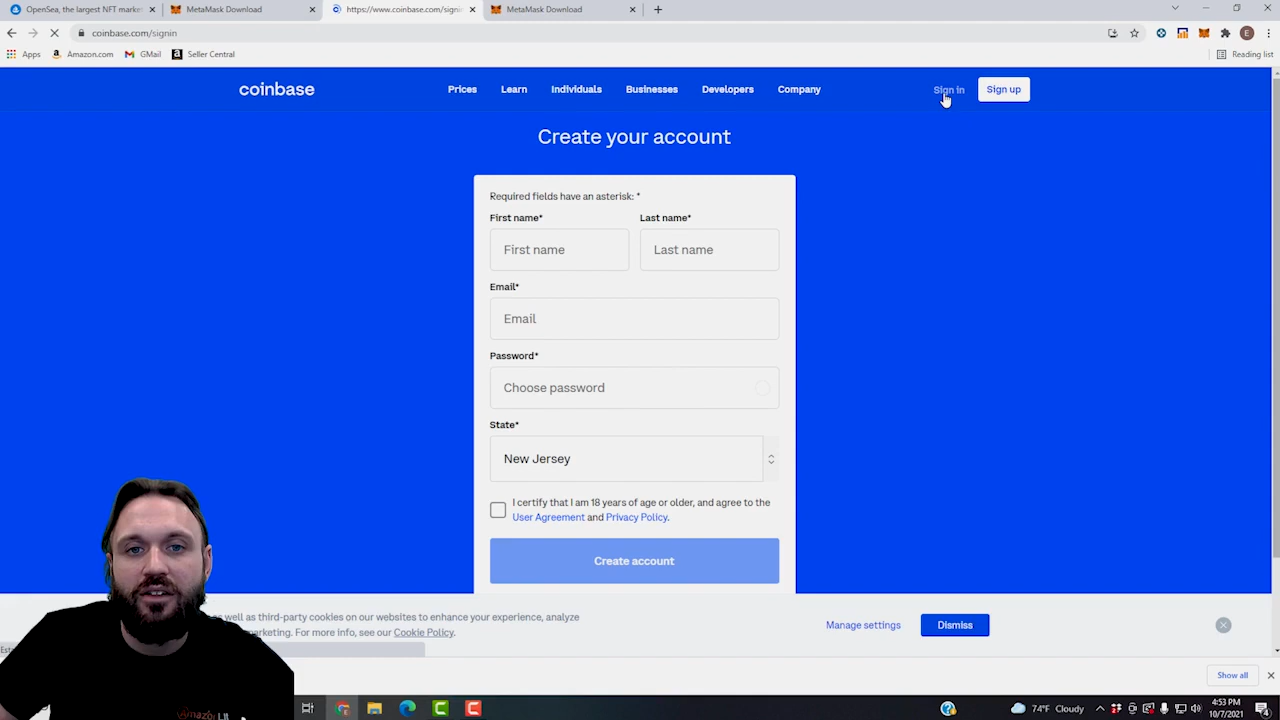 OpenSea, the largest NFT marke
MetaMask Download
https://www.coinbase.com/signin
MetaMask Download
coinbase.com/signin
E
Apps
Amazon.com
GMail
Seller Central
Reading list
coinbase
Prices
Learn
Individuals
Businesses
Developers
Company
Sign in
Sign up
Create your account
Required fields have an asterisk: *
First name*
Last name*
First name
Last name
Email*
Email
Password*
Choose password
State*
New Jersey
I certify that I am 18 years of age or older, and agree to the
User Agreement and Privacy Policy.
Create account
as well as third-party cookies on our websites to enhance your experience, analyze
marketing. For more info, see our Cookie Policy.
Manage settings
Dismiss
Show all
74°F Cloudy
4:53 PM
10/7/2021